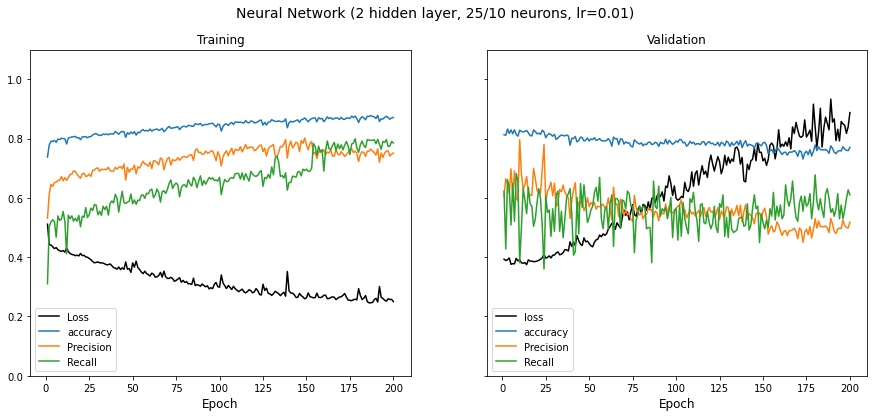 Neural Network (2 hidden layer, 25/10 neurons, lr=0.01)
Training
1.0
0.8
0.6
0.4
0.2
0.0
Loss
accuracy
Precision
Recall
0 25 50 75 100 125 150 175 200
Epoch
Validation
loss
accuracy
Precision
Recall
0 25 50 75 100 125 150 175 200
Epoch